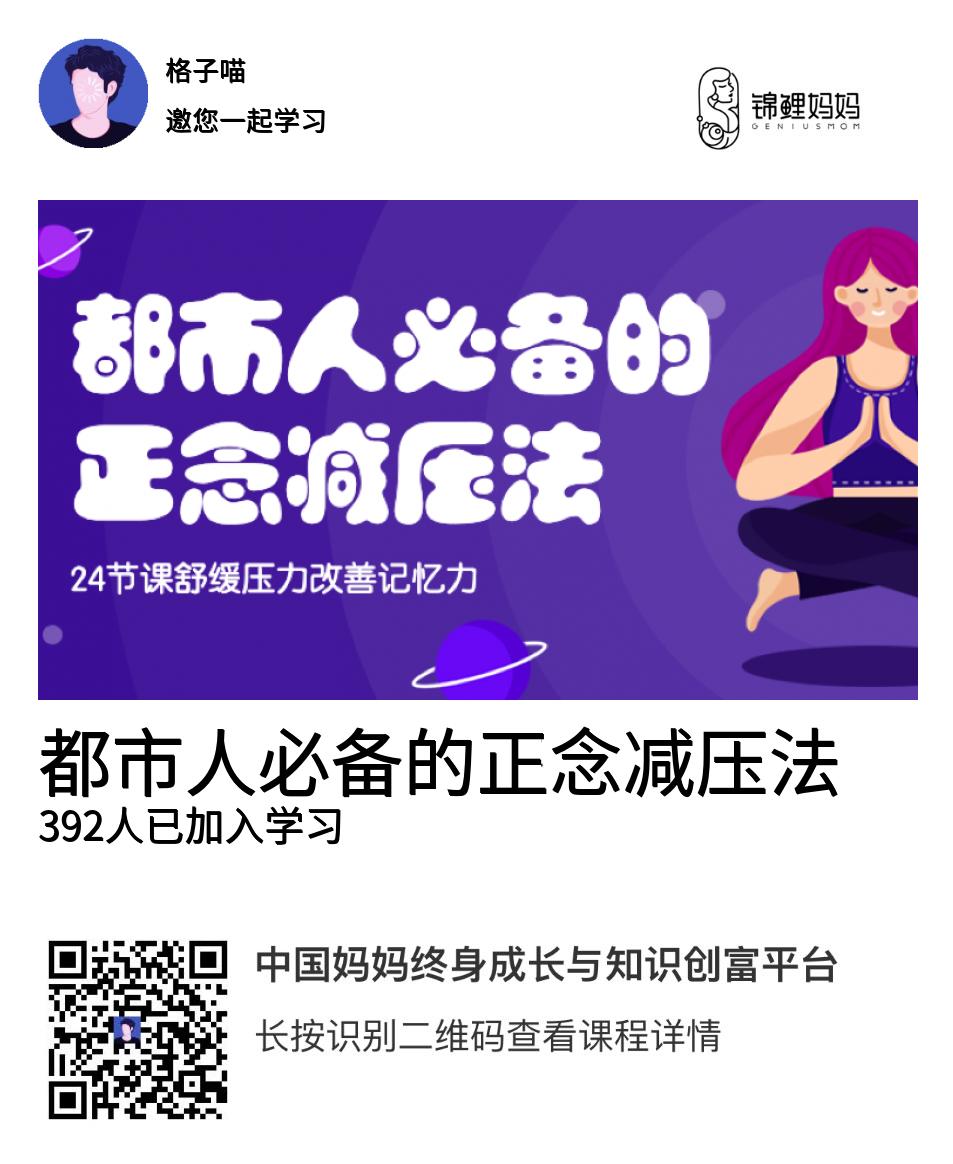 格子喵
邀您一起学习
锦鲤妈妈
GENIUSMOM
都市人必备的
正念减压法
24节课舒缓压力改善记忆力
都市人必备的正念减压法
392人已加入学习
中国妈妈终身成长与知识创富平台
长按识别二维码查看课程详情